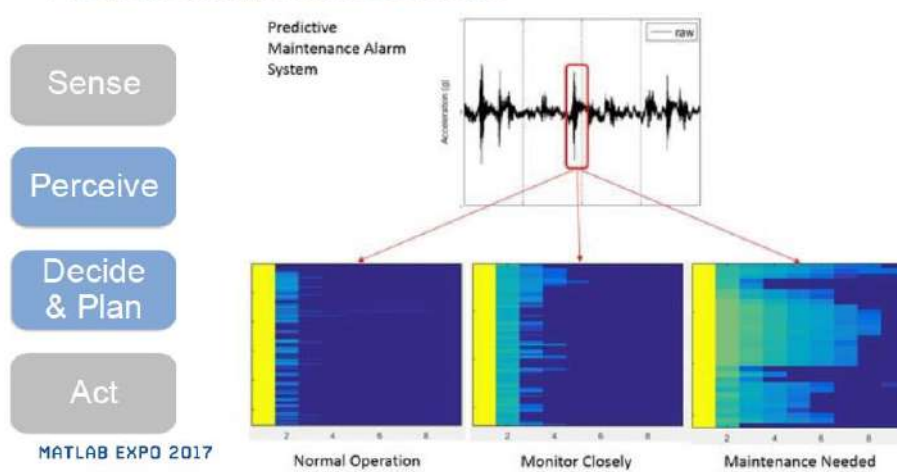 Predictive
Maintenance Alarm
System
raw
Acceleration (g)
Sense
Perceive
Decide
& Plan
Act
2 4 6 8
2 4 6 8
2 4 6 8
Normal Operation
Monitor Closely
Maintenance Needed
MATLAB EXPO 2017